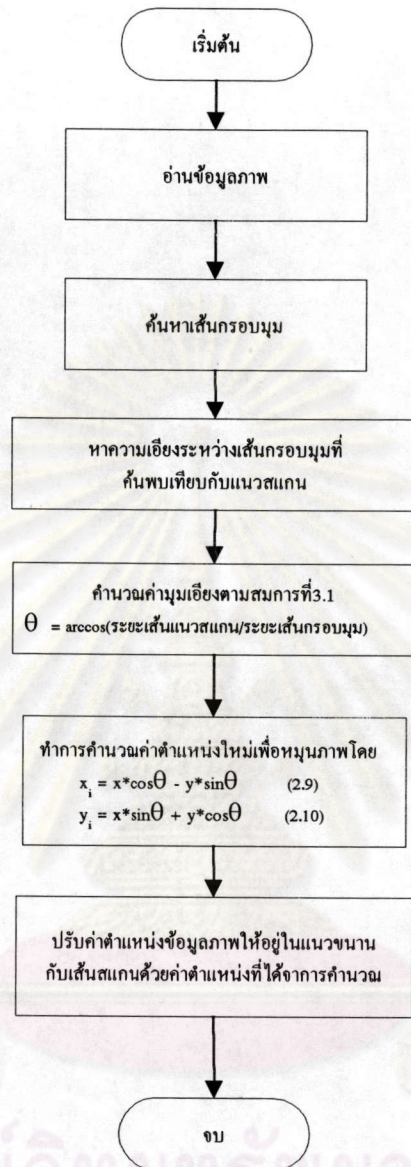 เริ่มต้น
อ่านข้อมูลภาพ
ค้นหาเส้นกรอบมุม
หาความเอียงระหว่างเส้นกรอบมุมที่
ค้นพบเทียบกับแนวสแกน
คำนวณค่ามุมเอียงตามสมการที่3.1
θ = arccos(ระยะเส้นแนวสแกน/ระยะเส้นกรอบมุม)
ทำการคำนวณค่าตำแหน่งใหม่เพื่อหมุนภาพโดย
x_i = x*cosθ - y*sinθ (2.9)
y_i = x*sinθ + y*cosθ (2.10)
ปรับค่าตำแหน่งข้อมูลภาพให้อยู่ในแนวขนาน
กับเส้นสแกนด้วยค่าตำแหน่งที่ได้จาการคำนวณ
จบ